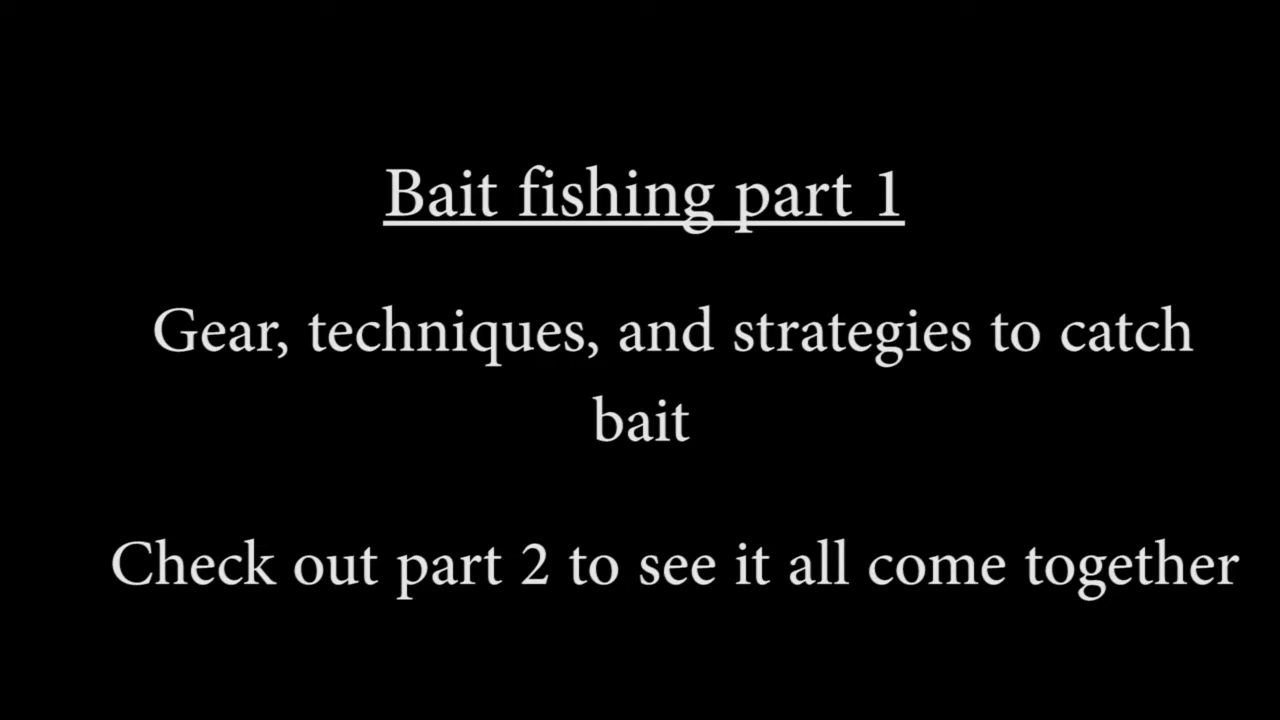 Bait fishing part 1
Gear, techniques, and strategies to catch
bait
Check out part 2 to see it all come together